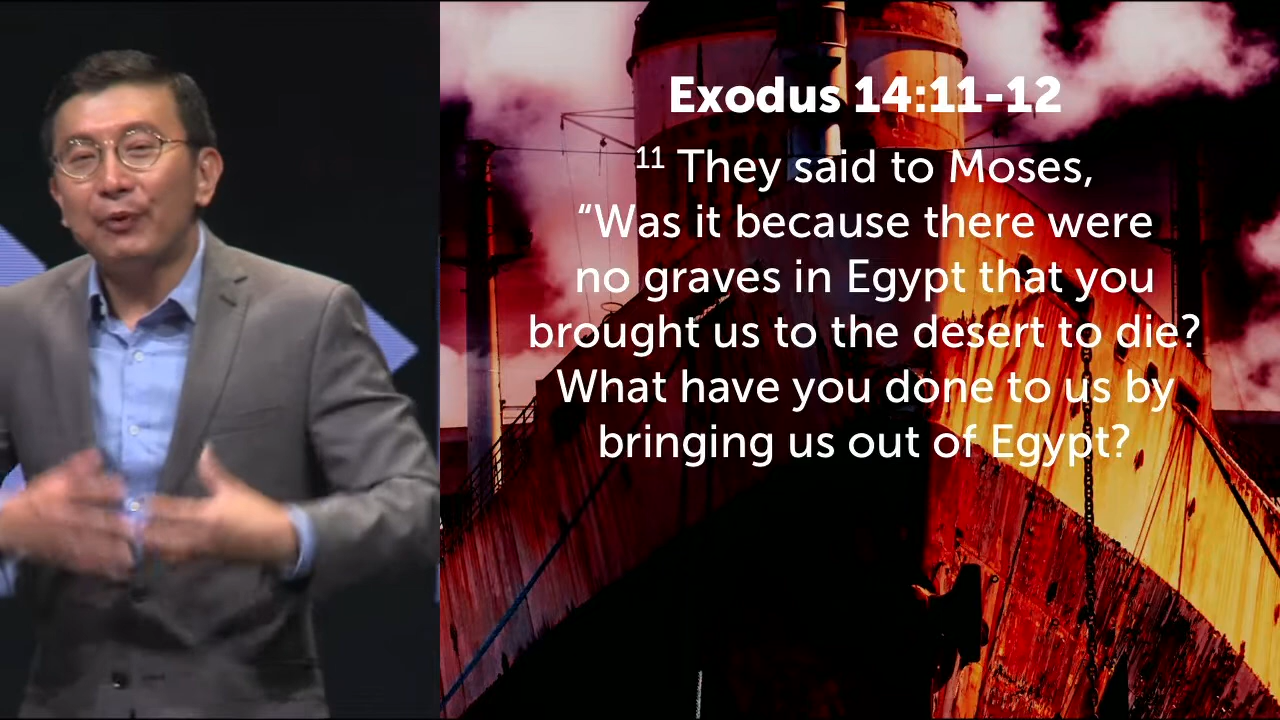 Exodus 14:11-12
¹¹ They said to Moses,
“Was it because there were
no graves in Egypt that you
brought us to the desert to die?
What have you done to us by
bringing us out of Egypt?